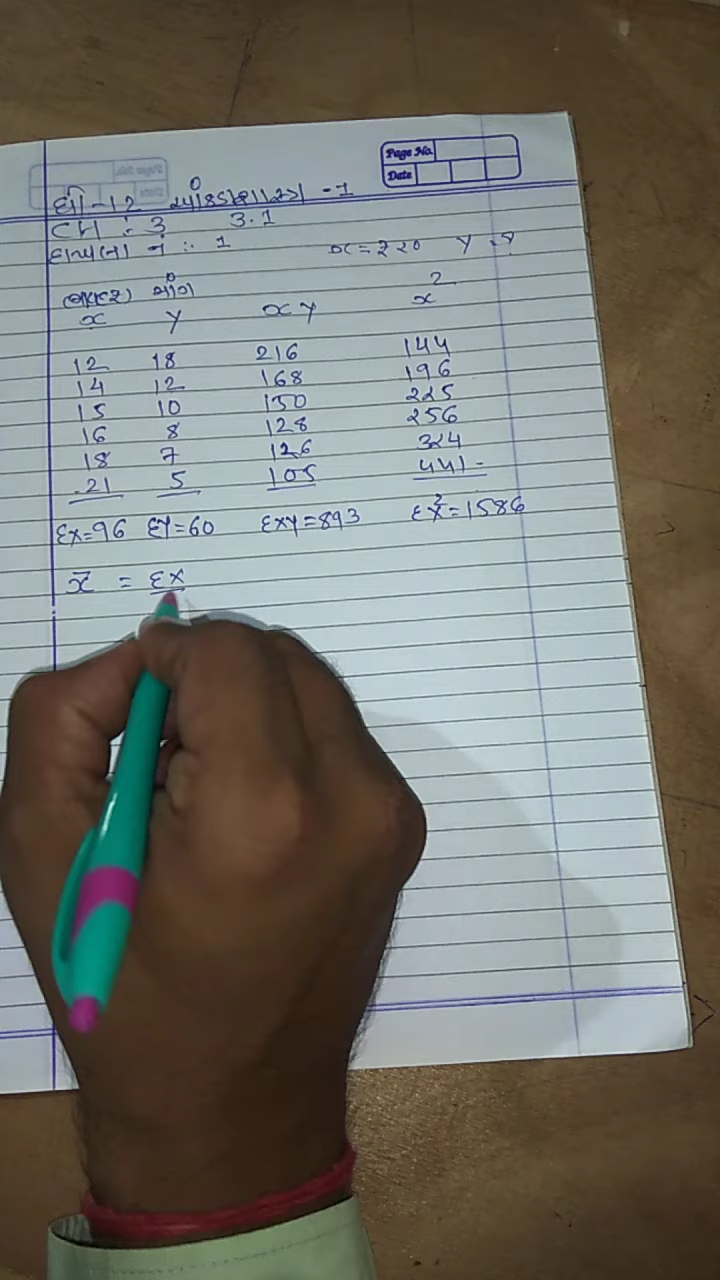 Page No.
Date
ધો-12 આંકડાશાસ્ત્ર -1
CH : 3 3.1
દાખલા નં :. 1 x = 220 Y = ?
x Y xY x²
12 18 216 144
14 12 168 196
15 10 150 225
16 8 128 256
18 7 126 324
21 5 105 441
Σx=96 ΣY=60 ΣXY=893 Σx²=1586
x̄ = Σx